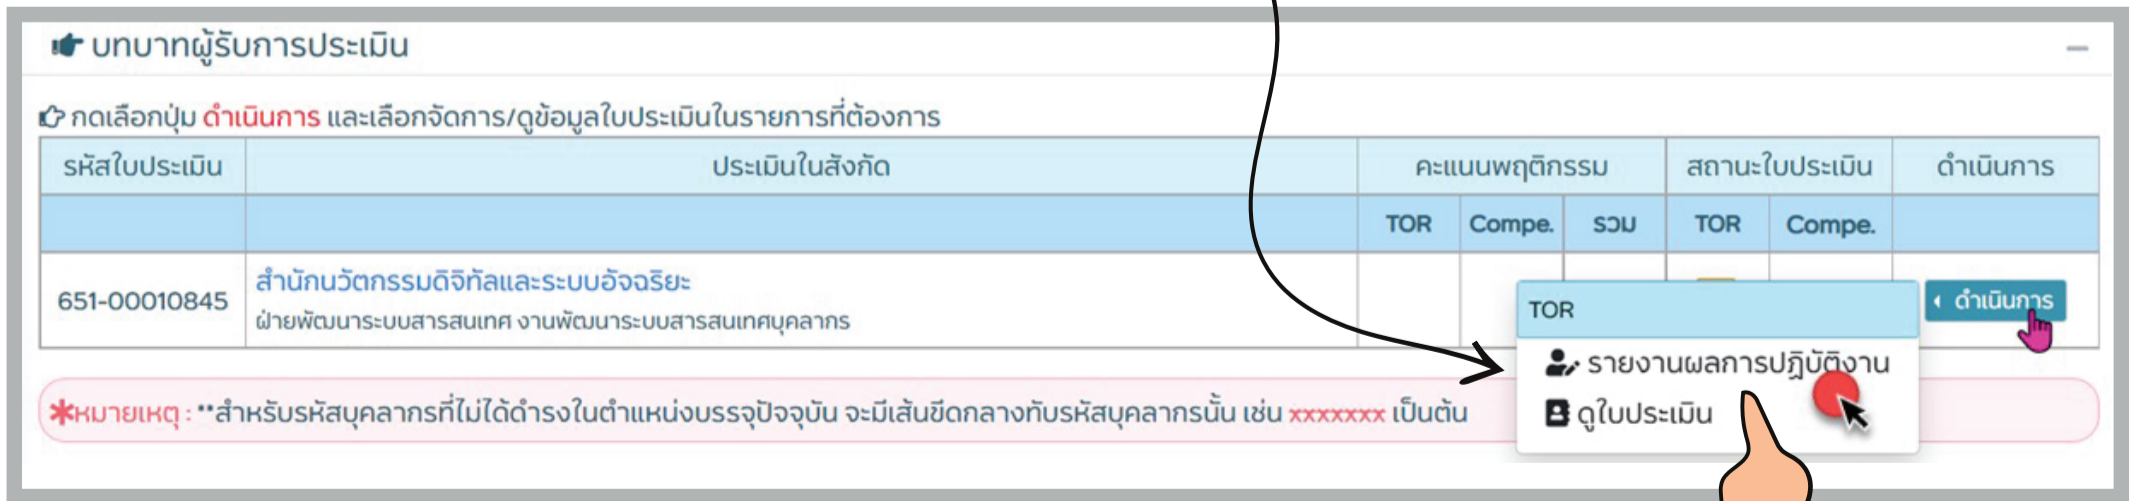 บทบาทผู้รับการประเมิน
กดเลือกปุ่ม ดำเนินการ และเลือกจัดการ/ดูข้อมูลใบประเมินในรายการที่ต้องการ
รหัสใบประเมิน ประเมินในสังกัด คะแนนพฤติกรรม สถานะใบประเมิน ดำเนินการ
TOR Compe. รวม TOR Compe.
651-00010845 สำนักนวัตกรรมดิจิทัลและระบบอัจฉริยะ ดำเนินการ
ฝ่ายพัฒนาระบบสารสนเทศ งานพัฒนาระบบสารสนเทศบุคลากร
TOR
รายงานผลการปฏิบัติงาน
ดูใบประเมิน
*หมายเหตุ : **สำหรับรหัสบุคลากรที่ไม่ได้ดำรงในตำแหน่งบรรจุปัจจุบัน จะมีเส้นขีดกลางทับรหัสบุคลากรนั้น เช่น xxxxxxx เป็นต้น